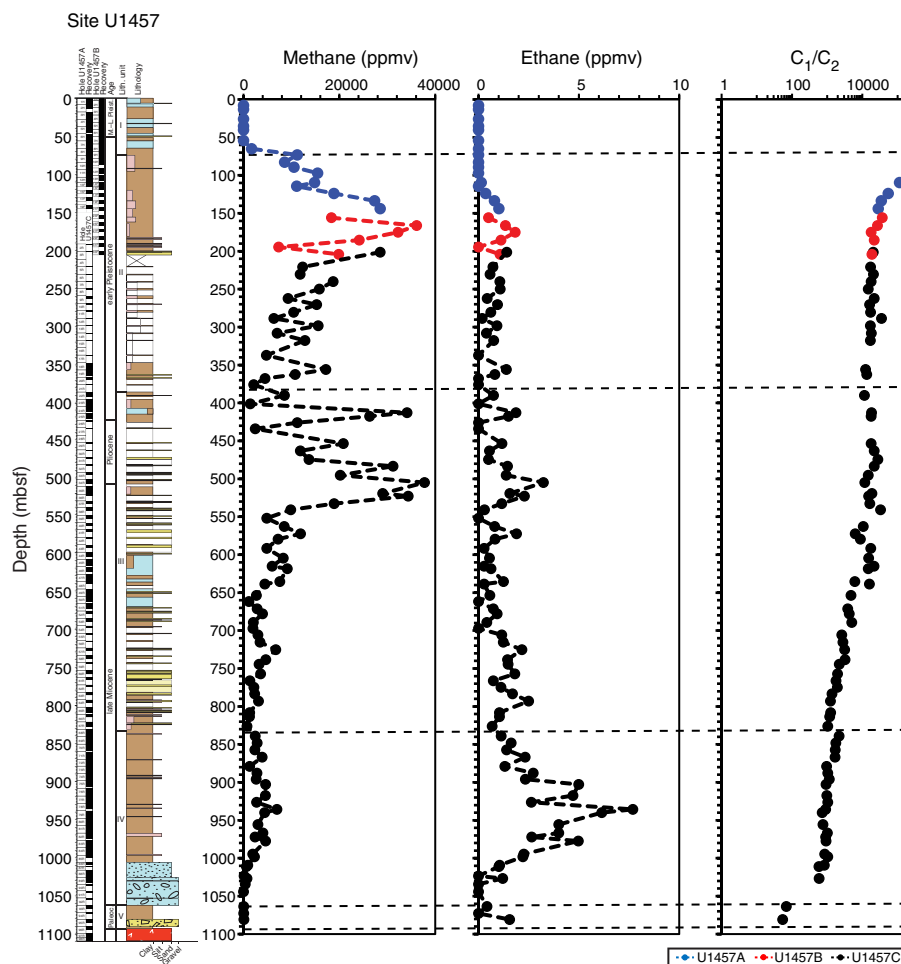 Site U1457
Methane (ppmv)
Ethane (ppmv)
C1/C2
Hole U1457A
Recovery
Hole U1457B
Recovery
Age
Lith. unit
Lithology
20000 40000
0 5 10
1 100 10000
Depth (mbsf)
0
50
100
150
200
250
300
350
400
450
500
550
600
650
700
750
800
850
900
950
1000
1050
1100
Hole
U1457C
M.-L. Pleist.
early Pleistocene
Pliocene
late Miocene
Paleoc.
I
II
III
IV
V
Clay
Silt
Sand
Gravel
U1457A U1457B U1457C